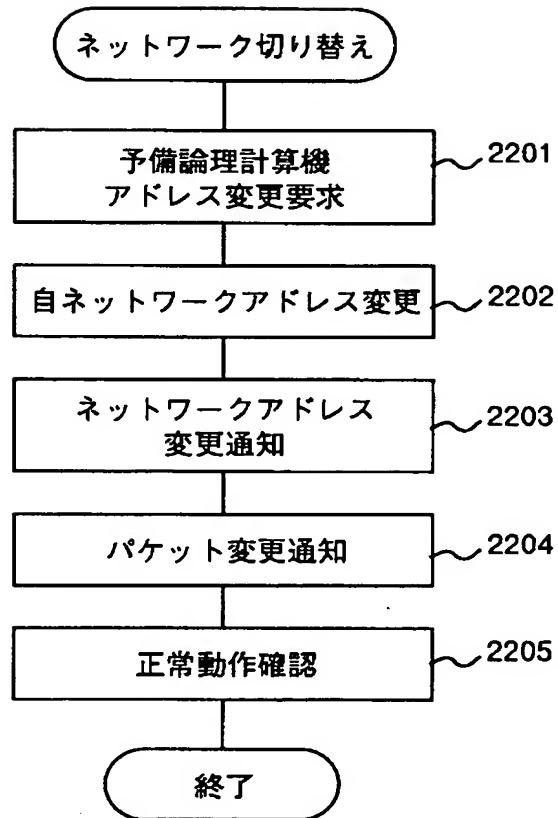 ネットワーク切り替え
予備論理計算機
アドレス変更要求
2201
自ネットワークアドレス変更
2202
ネットワークアドレス
変更通知
2203
パケット変更通知
2204
正常動作確認
2205
終了